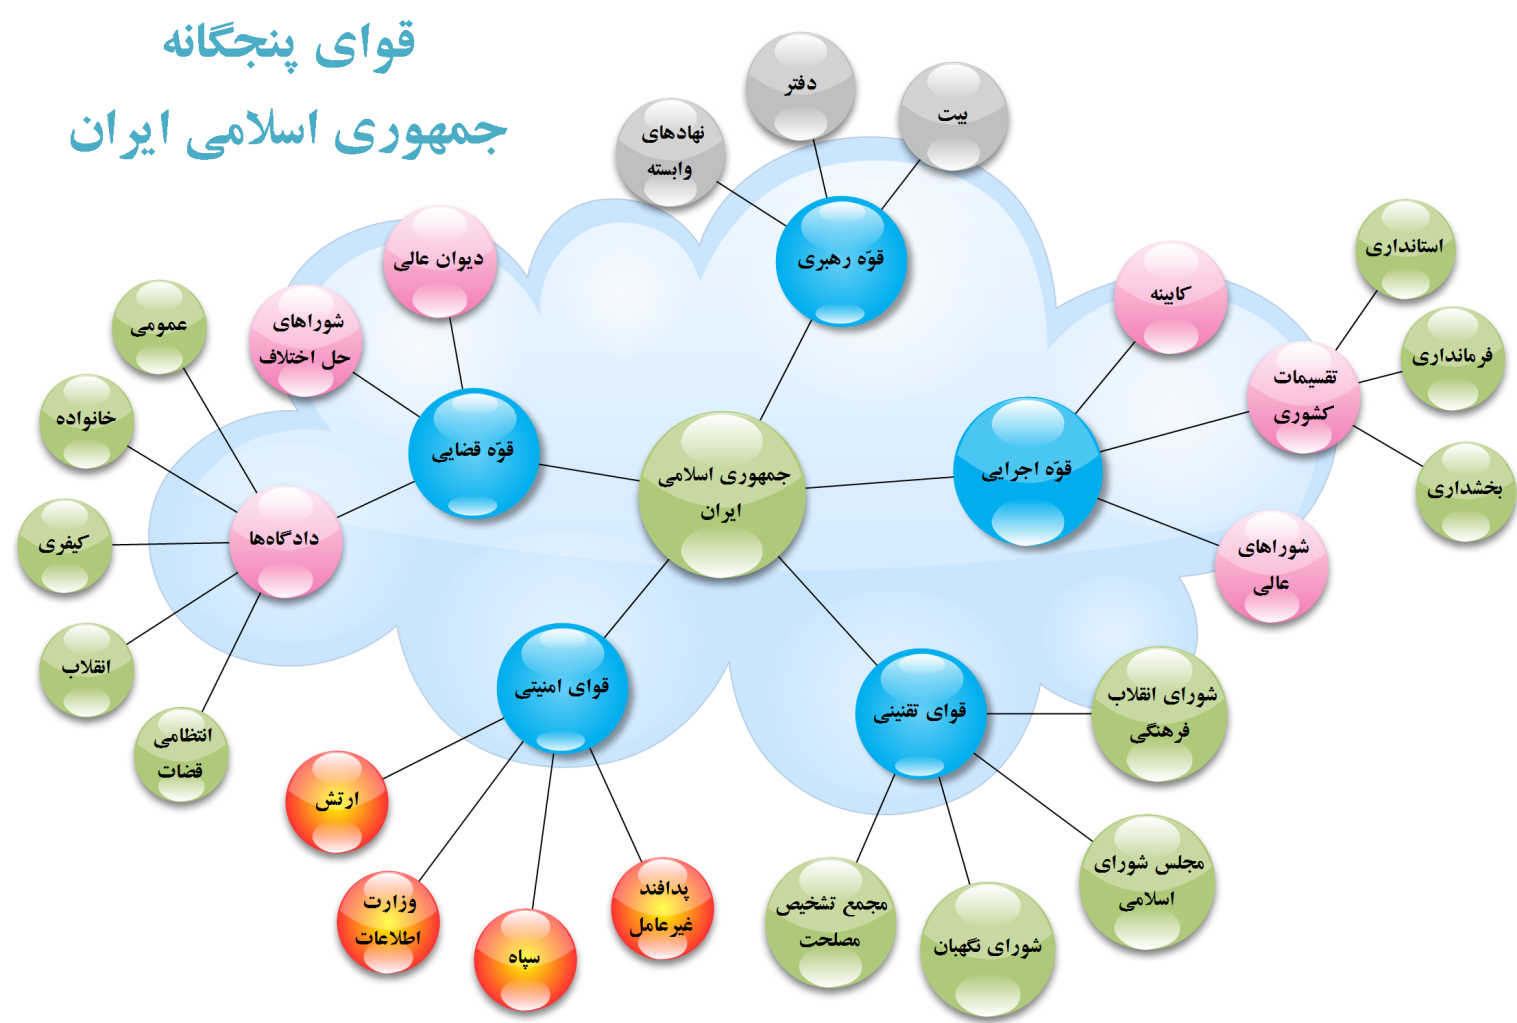 قوای پنجگانه
جمهوری اسلامی ایران
بیت
دفتر
نهادهای
وابسته
قوّه رهبری
استانداری
کابینه
فرمانداری
تقسیمات
کشوری
بخشداری
قوّه اجرایی
شوراهای
عالی
جمهوری اسلامی
ایران
دیوان عالی
شوراهای
حل اختلاف
قوّه قضایی
عمومی
خانواده
دادگاه‌ها
کیفری
انقلاب
انتظامی
قضات
قوای امنیتی
ارتش
وزارت
اطلاعات
سپاه
پدافند
غیرعامل
قوای تقنینی
شورای انقلاب
فرهنگی
مجلس شورای
اسلامی
شورای نگهبان
مجمع تشخیص
مصلحت